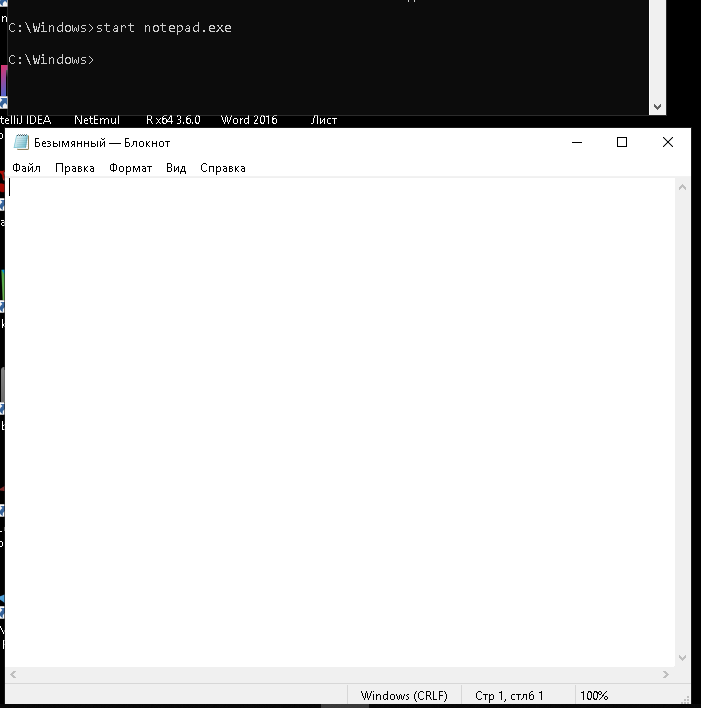 C:\Windows>start notepad.exe
C:\Windows>
telliJ IDEA NetEmul R x64 3.6.0 Word 2016 Лист
Безымянный — Блокнот
Файл Правка Формат Вид Справка
Windows (CRLF) Стр 1, стлб 1 100%